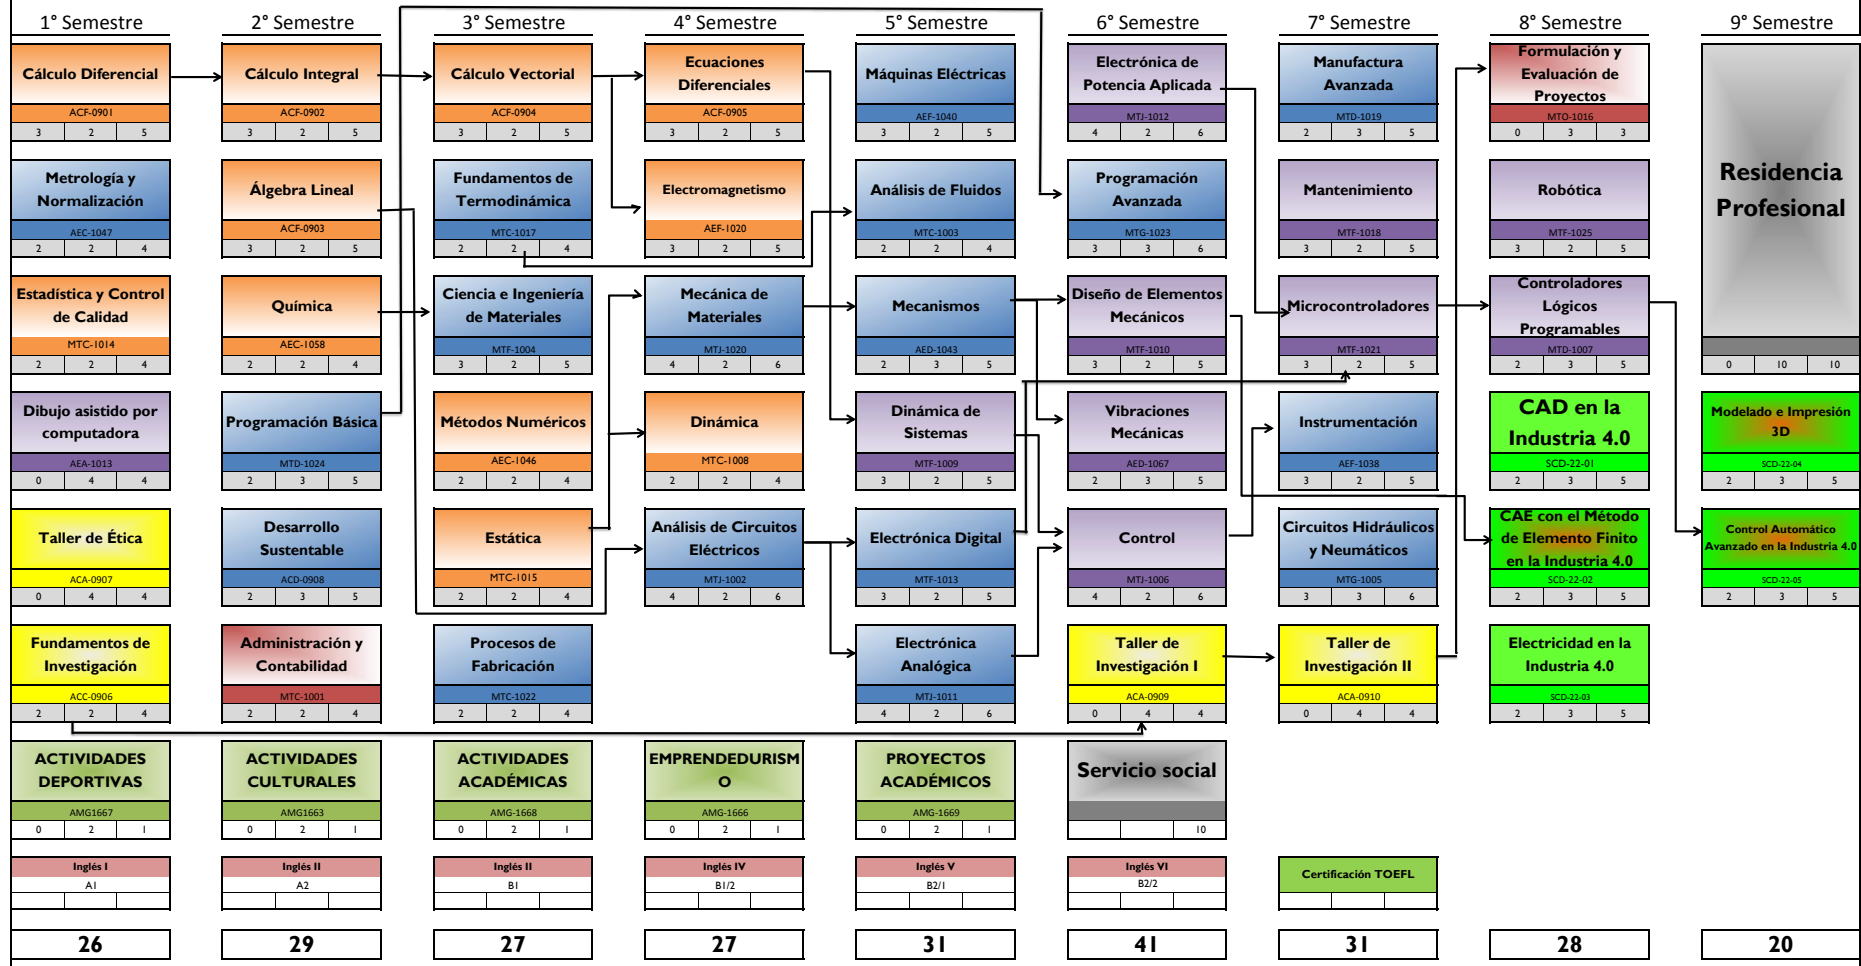 1° Semestre
Cálculo Diferencial
ACF-0901
3 2 5
Metrología y
Normalización
AEC-1047
2 2 4
Estadística y Control
de Calidad
MTC-1014
2 2 4
Dibujo asistido por
computadora
AEA-1013
0 4 4
Taller de Ética
ACA-0907
0 4 4
Fundamentos de
Investigación
ACC-0906
2 2 4
ACTIVIDADES
DEPORTIVAS
AMG1667
0 2 1
Inglés I
A1
26
2° Semestre
Cálculo Integral
ACF-0902
3 2 5
Álgebra Lineal
ACF-0903
3 2 5
Química
AEC-1058
2 2 4
Programación Básica
MTD-1024
2 3 5
Desarrollo
Sustentable
ACD-0908
2 3 5
Administración y
Contabilidad
MTC-1001
2 2 4
ACTIVIDADES
CULTURALES
AMG1663
0 2 1
Inglés II
A2
29
3° Semestre
Cálculo Vectorial
ACF-0904
3 2 5
Fundamentos de
Termodinámica
MTC-1017
2 2 4
Ciencia e Ingeniería
de Materiales
MTF-1004
3 2 5
Métodos Numéricos
AEC-1046
2 2 4
Estática
MTC-1015
2 2 4
Procesos de
Fabricación
MTC-1022
2 2 4
ACTIVIDADES
ACADÉMICAS
AMG-1668
0 2 1
Inglés II
B1
27
4° Semestre
Ecuaciones
Diferenciales
ACF-0905
3 2 5
Electromagnetismo
AEF-1020
3 2 5
Mecánica de
Materiales
MTJ-1020
4 2 6
Dinámica
MTC-1008
2 2 4
Análisis de Circuitos
Eléctricos
MTJ-1002
4 2 6
EMPRENDEDURISM
O
AMG-1666
0 2 1
Inglés IV
B1/2
27
5° Semestre
Máquinas Eléctricas
AEF-1040
3 2 5
Análisis de Fluidos
MTC-1003
2 2 4
Mecanismos
AED-1043
2 3 5
Dinámica de
Sistemas
MTF-1009
3 2 5
Electrónica Digital
MTF-1013
3 2 5
Electrónica
Analógica
MTJ-1011
4 2 6
PROYECTOS
ACADÉMICOS
AMG-1669
0 2 1
Inglés V
B2/1
31
6° Semestre
Electrónica de
Potencia Aplicada
MTJ-1012
4 2 6
Programación
Avanzada
MTG-1023
3 3 6
Diseño de Elementos
Mecánicos
MTF-1010
3 2 5
Vibraciones
Mecánicas
AED-1067
2 3 5
Control
MTJ-1006
4 2 6
Taller de
Investigación I
ACA-0909
0 4 4
Servicio social
10
Inglés VI
B2/2
41
7° Semestre
Manufactura
Avanzada
MTD-1019
2 3 5
Mantenimiento
MTF-1018
3 2 5
Microcontroladores
MTF-1021
3 2 5
Instrumentación
AEF-1038
3 2 5
Circuitos Hidráulicos
y Neumáticos
MTG-1005
3 3 6
Taller de
Investigación II
ACA-0910
0 4 4
Certificación TOEFL
31
8° Semestre
Formulación y
Evaluación de
Proyectos
MTO-1016
0 3 3
Robótica
MTF-1025
3 2 5
Controladores
Lógicos
Programables
MTD-1007
2 3 5
CAD en la
Industria 4.0
SCD-22-01
2 3 5
CAE con el Método
de Elemento Finito
en la Industria 4.0
SCD-22-02
2 3 5
Electricidad en la
Industria 4.0
SCD-22-03
2 3 5
28
9° Semestre
Residencia
Profesional
0 10 10
Modelado e Impresión
3D
SCD-22-04
2 3 5
Control Automático
Avanzado en la Industria 4.0
SCD-22-05
2 3 5
20